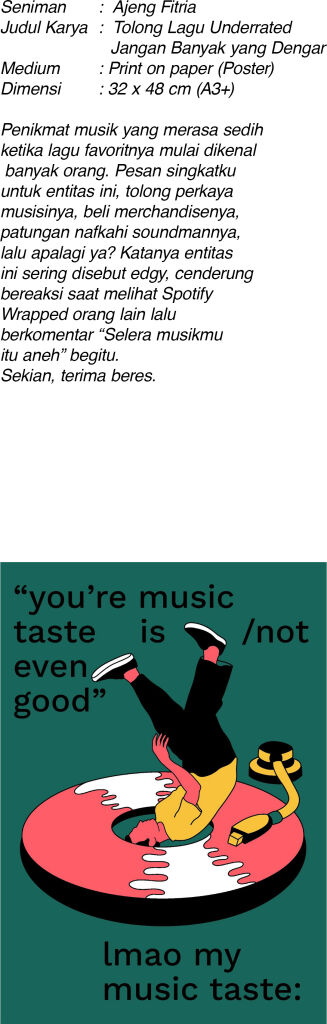 Seniman : Ajeng Fitria
Judul Karya : Tolong Lagu Underrated
Jangan Banyak yang Dengar
Medium : Print on paper (Poster)
Dimensi : 32 x 48 cm (A3+)
Penikmat musik yang merasa sedih
ketika lagu favoritnya mulai dikenal
banyak orang. Pesan singkatku
untuk entitas ini, tolong perkaya
musisinya, beli merchandisenya,
patungan nafkahi soundmannya,
lalu apalagi ya? Katanya entitas
ini sering disebut edgy, cenderung
bereaksi saat melihat Spotify
Wrapped orang lain lalu
berkomentar “Selera musikmu
itu aneh” begitu.
Sekian, terima beres.
“you’re music
taste is /not
even
good”
lmao my
music taste: